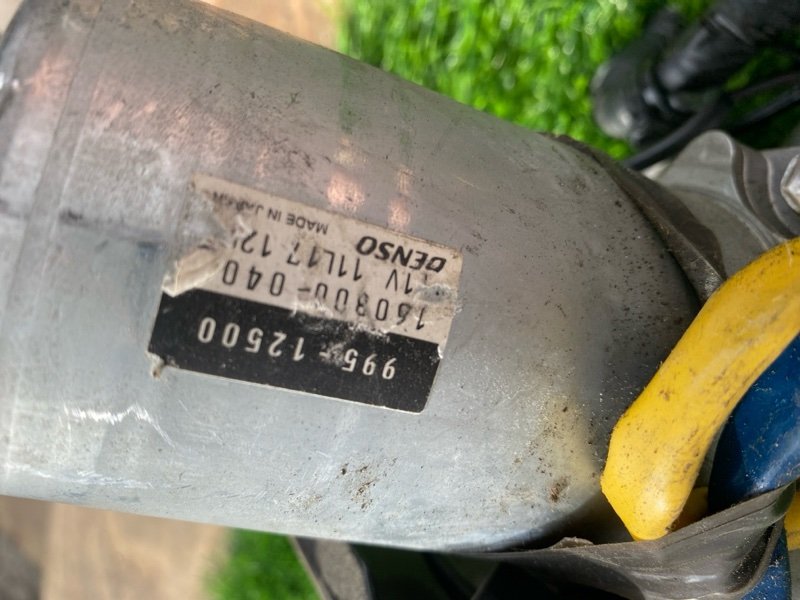 995-12500
160800-040
1V 11L17 12
DENSO MADE IN JAPAN